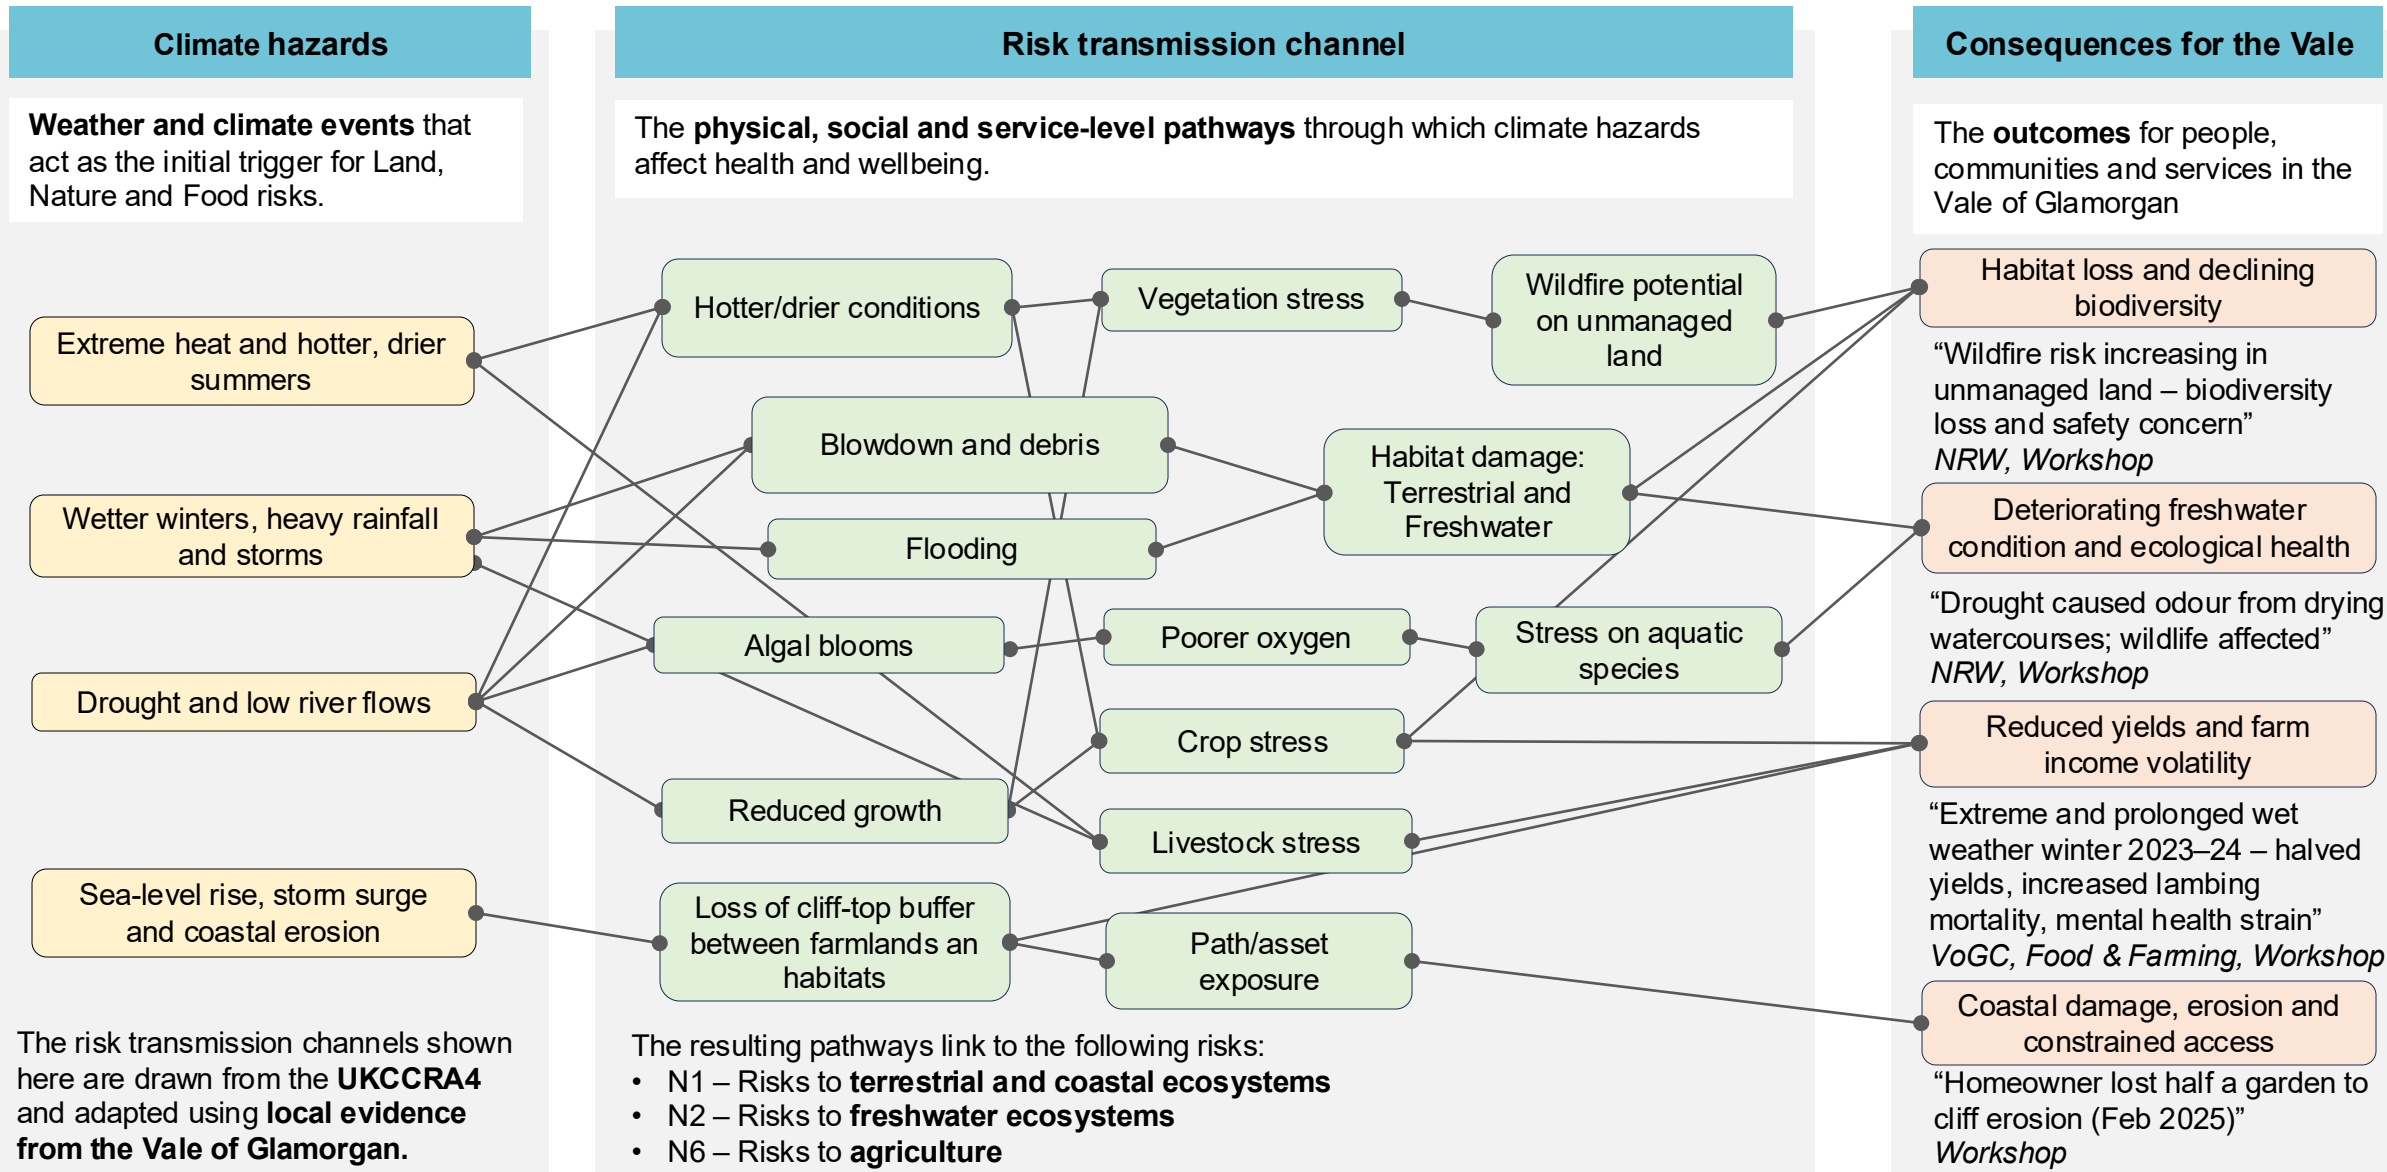 Climate hazards
Weather and climate events that
act as the initial trigger for Land,
Nature and Food risks.
Extreme heat and hotter, drier
summers
Wetter winters, heavy rainfall
and storms
Drought and low river flows
Sea-level rise, storm surge
and coastal erosion
The risk transmission channels shown
here are drawn from the UKCCRA4
and adapted using local evidence
from the Vale of Glamorgan.
Risk transmission channel
The physical, social and service-level pathways through which climate hazards
affect health and wellbeing.
Hotter/drier conditions
Vegetation stress
Wildfire potential
on unmanaged
land
Blowdown and debris
Habitat damage:
Terrestrial and
Freshwater
Flooding
Algal blooms
Poorer oxygen
Stress on aquatic
species
Crop stress
Reduced growth
Livestock stress
Loss of cliff-top buffer
between farmlands an
habitats
Path/asset
exposure
The resulting pathways link to the following risks:
• N1 – Risks to terrestrial and coastal ecosystems
• N2 – Risks to freshwater ecosystems
• N6 – Risks to agriculture
Consequences for the Vale
The outcomes for people,
communities and services in the
Vale of Glamorgan
Habitat loss and declining
biodiversity
“Wildfire risk increasing in
unmanaged land – biodiversity
loss and safety concern”
NRW, Workshop
Deteriorating freshwater
condition and ecological health
“Drought caused odour from drying
watercourses; wildlife affected”
NRW, Workshop
Reduced yields and farm
income volatility
“Extreme and prolonged wet
weather winter 2023–24 – halved
yields, increased lambing
mortality, mental health strain”
VoGC, Food & Farming, Workshop
Coastal damage, erosion and
constrained access
“Homeowner lost half a garden to
cliff erosion (Feb 2025)”
Workshop